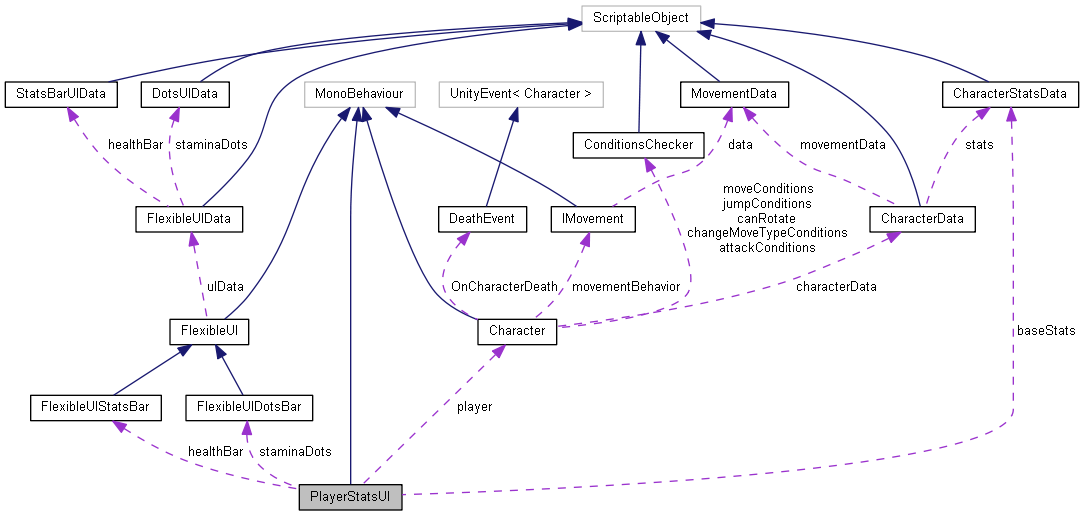 ScriptableObject
StatsBarUIData
DotsUIData
MonoBehaviour
UnityEvent< Character >
MovementData
CharacterStatsData
ConditionsChecker
healthBar
staminaDots
data
movementData
stats
moveConditions
jumpConditions
canRotate
changeMoveTypeConditions
attackConditions
FlexibleUIData
DeathEvent
IMovement
CharacterData
uiData
OnCharacterDeath
movementBehavior
characterData
FlexibleUI
Character
baseStats
FlexibleUIStatsBar
FlexibleUIDotsBar
player
healthBar
staminaDots
PlayerStatsUI